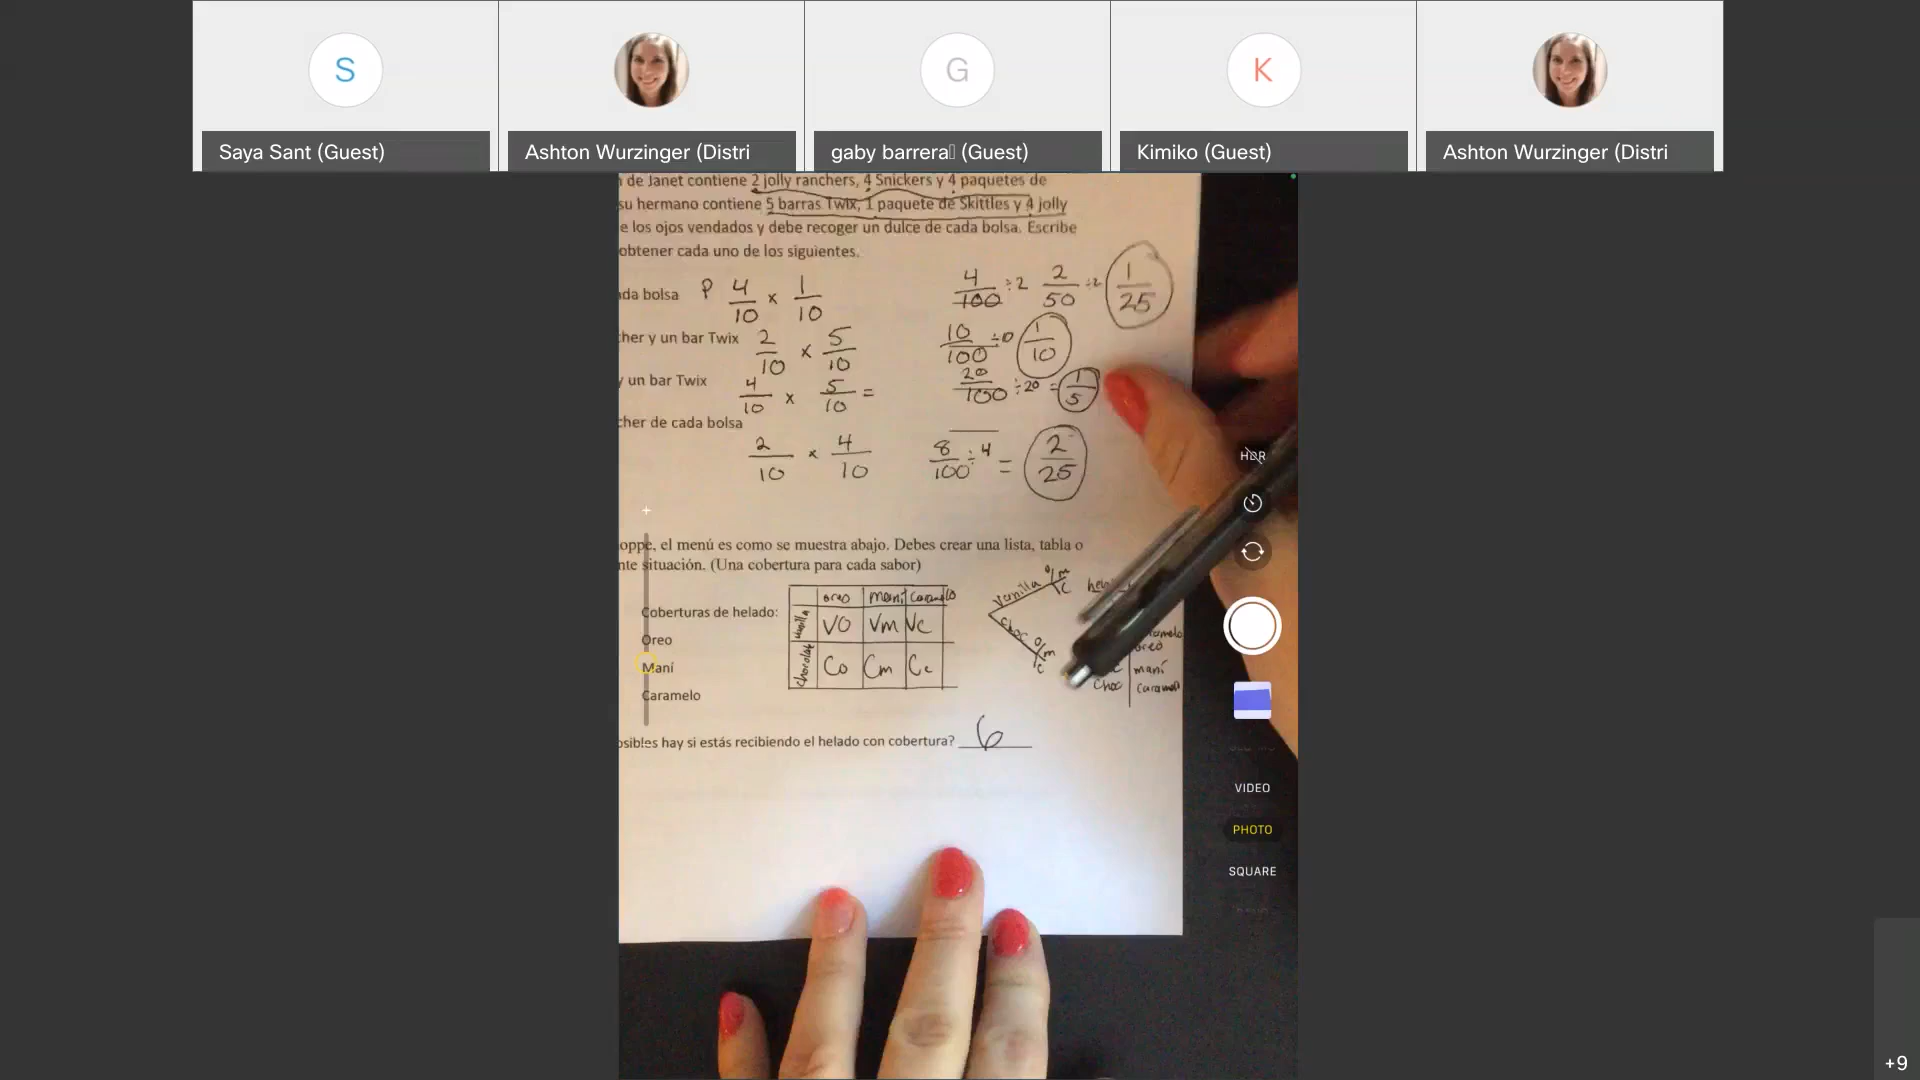 S
G
K
Saya Sant (Guest)
Ashton Wurzinger (Distri
gaby barrera (Guest)
Kimiko (Guest)
Ashton Wurzinger (Distri
de Janet contiene 2 jolly ranchers, 4 Snickers y 4 paquetes de
su hermano contiene 5 barras Twix, 1 paquete de Skittles y 4 jolly
e los ojos vendados y debe recoger un dulce de cada bolsa. Escribe
obtener cada uno de los siguientes.
ada bolsa P 4/10 x 1/10 4/100 ÷2 2/50 ÷2 1/25
cher y un bar Twix 2/10 x 5/10 10/100 ÷10 1/10
y un bar Twix 4/10 x 5/10 = 20/100 ÷20 = 1/5
cher de cada bolsa
2/10 x 4/10 8/100 ÷4 = 2/25
HDR
oppe, el menú es como se muestra abajo. Debes crear una lista, tabla o
nte situación. (Una cobertura para cada sabor)
Coberturas de helado:
Oreo
Maní
Caramelo
oreo maní caramelo
vanilla VO Vm Vc
chocolate Co Cm Cc
Vanilla O m C
Choc O m C
oreo
maní
Choc caramelo
osibles hay si estás recibiendo el helado con cobertura? 6
VIDEO
PHOTO
SQUARE
+9